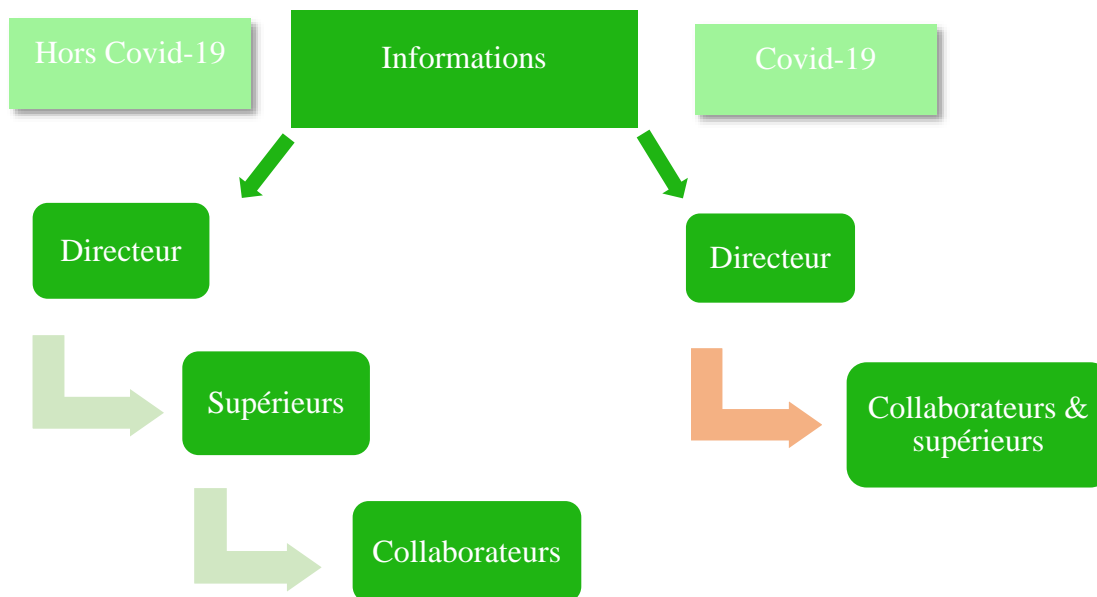 Hors Covid-19
Informations
Covid-19
Directeur
Directeur
Supérieurs
Collaborateurs &
supérieurs
Collaborateurs